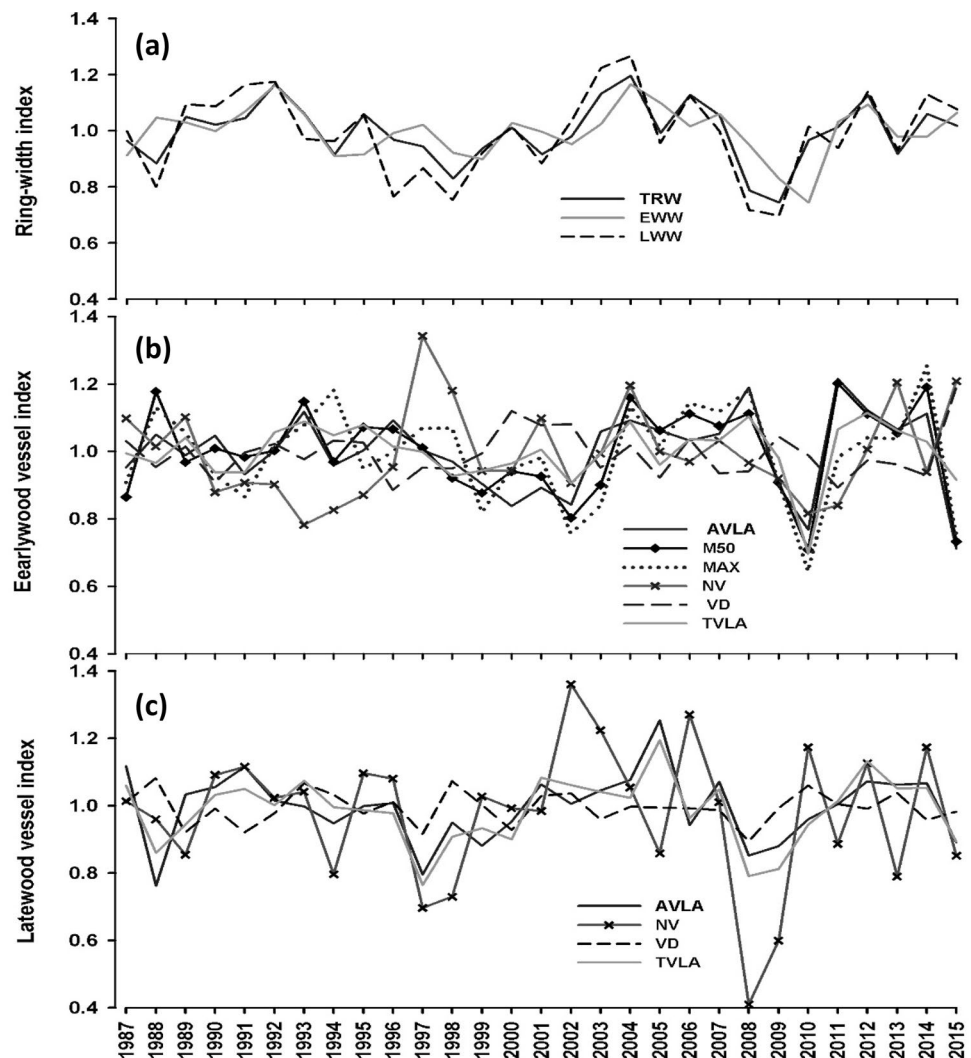 (a)
Ring-width index
1.4
1.2
1.0
0.8
0.6
0.4
TRW
EWW
LWW
(b)
Eearlywood vessel index
1.4
1.2
1.0
0.8
0.6
0.4
AVLA
M50
MAX
NV
VD
TVLA
(c)
Latewood vessel index
1.4
1.2
1.0
0.8
0.6
0.4
AVLA
NV
VD
TVLA
1987
1988
1989
1990
1991
1992
1993
1994
1995
1996
1997
1998
1999
2000
2001
2002
2003
2004
2005
2006
2007
2008
2009
2010
2011
2012
2013
2014
2015